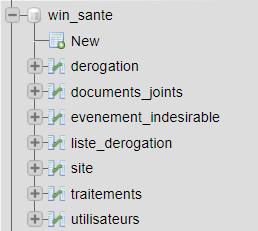 win_sante
New
derogation
documents_joints
evenement_indesirable
liste_derogation
site
traitements
utilisateurs